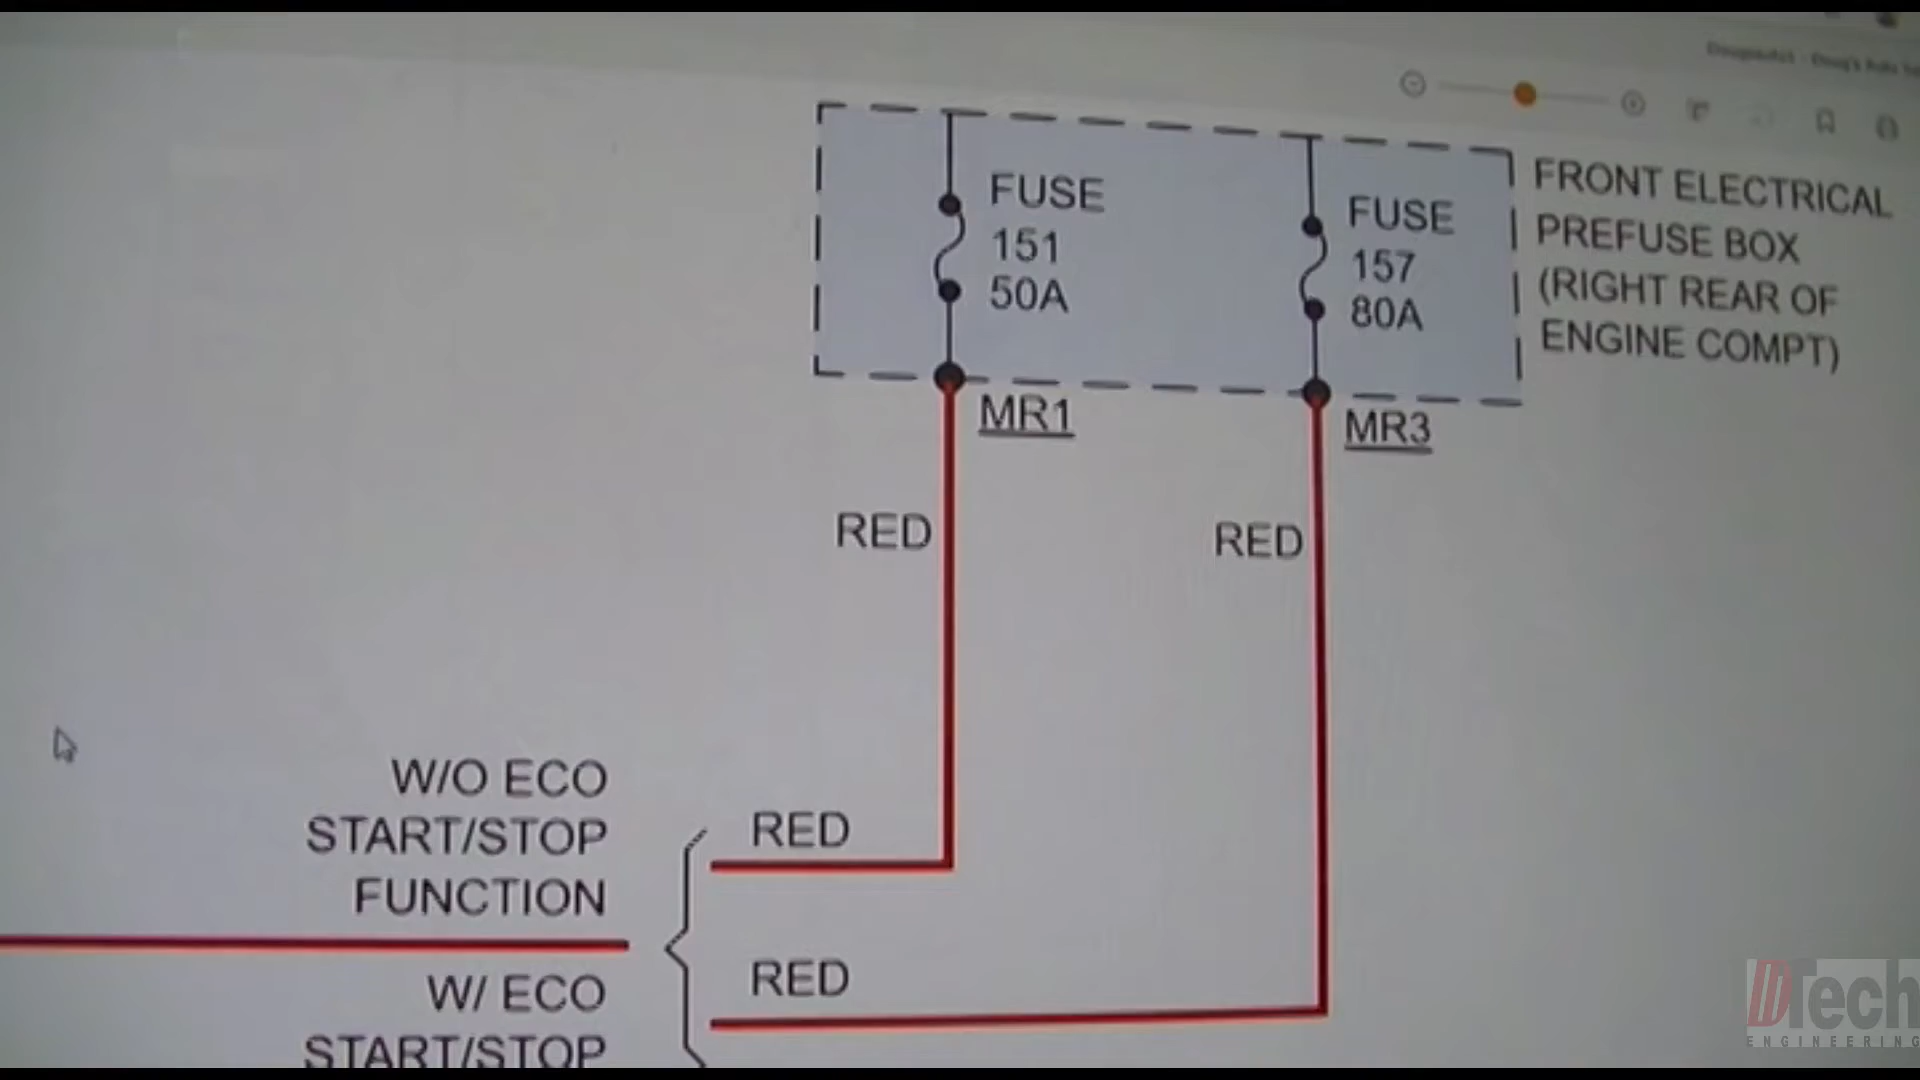 FUSE
151
50A
FUSE
157
80A
FRONT ELECTRICAL
PREFUSE BOX
(RIGHT REAR OF
ENGINE COMPT)
MR1
MR3
RED
RED
W/O ECO
START/STOP
FUNCTION
RED
W/ ECO
START/STOP
RED
Tech
ENGINEERING